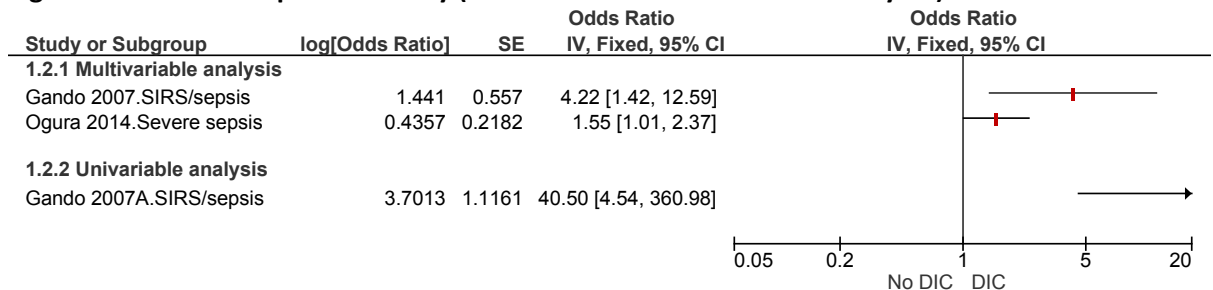 Odds Ratio Odds Ratio
Study or Subgroup log[Odds Ratio] SE IV, Fixed, 95% CI IV, Fixed, 95% CI
1.2.1 Multivariable analysis
Gando 2007.SIRS/sepsis 1.441 0.557 4.22 [1.42, 12.59]
Ogura 2014.Severe sepsis 0.4357 0.2182 1.55 [1.01, 2.37]
1.2.2 Univariable analysis
Gando 2007A.SIRS/sepsis 3.7013 1.1161 40.50 [4.54, 360.98]
0.05 0.2 1 5 20
No DIC DIC